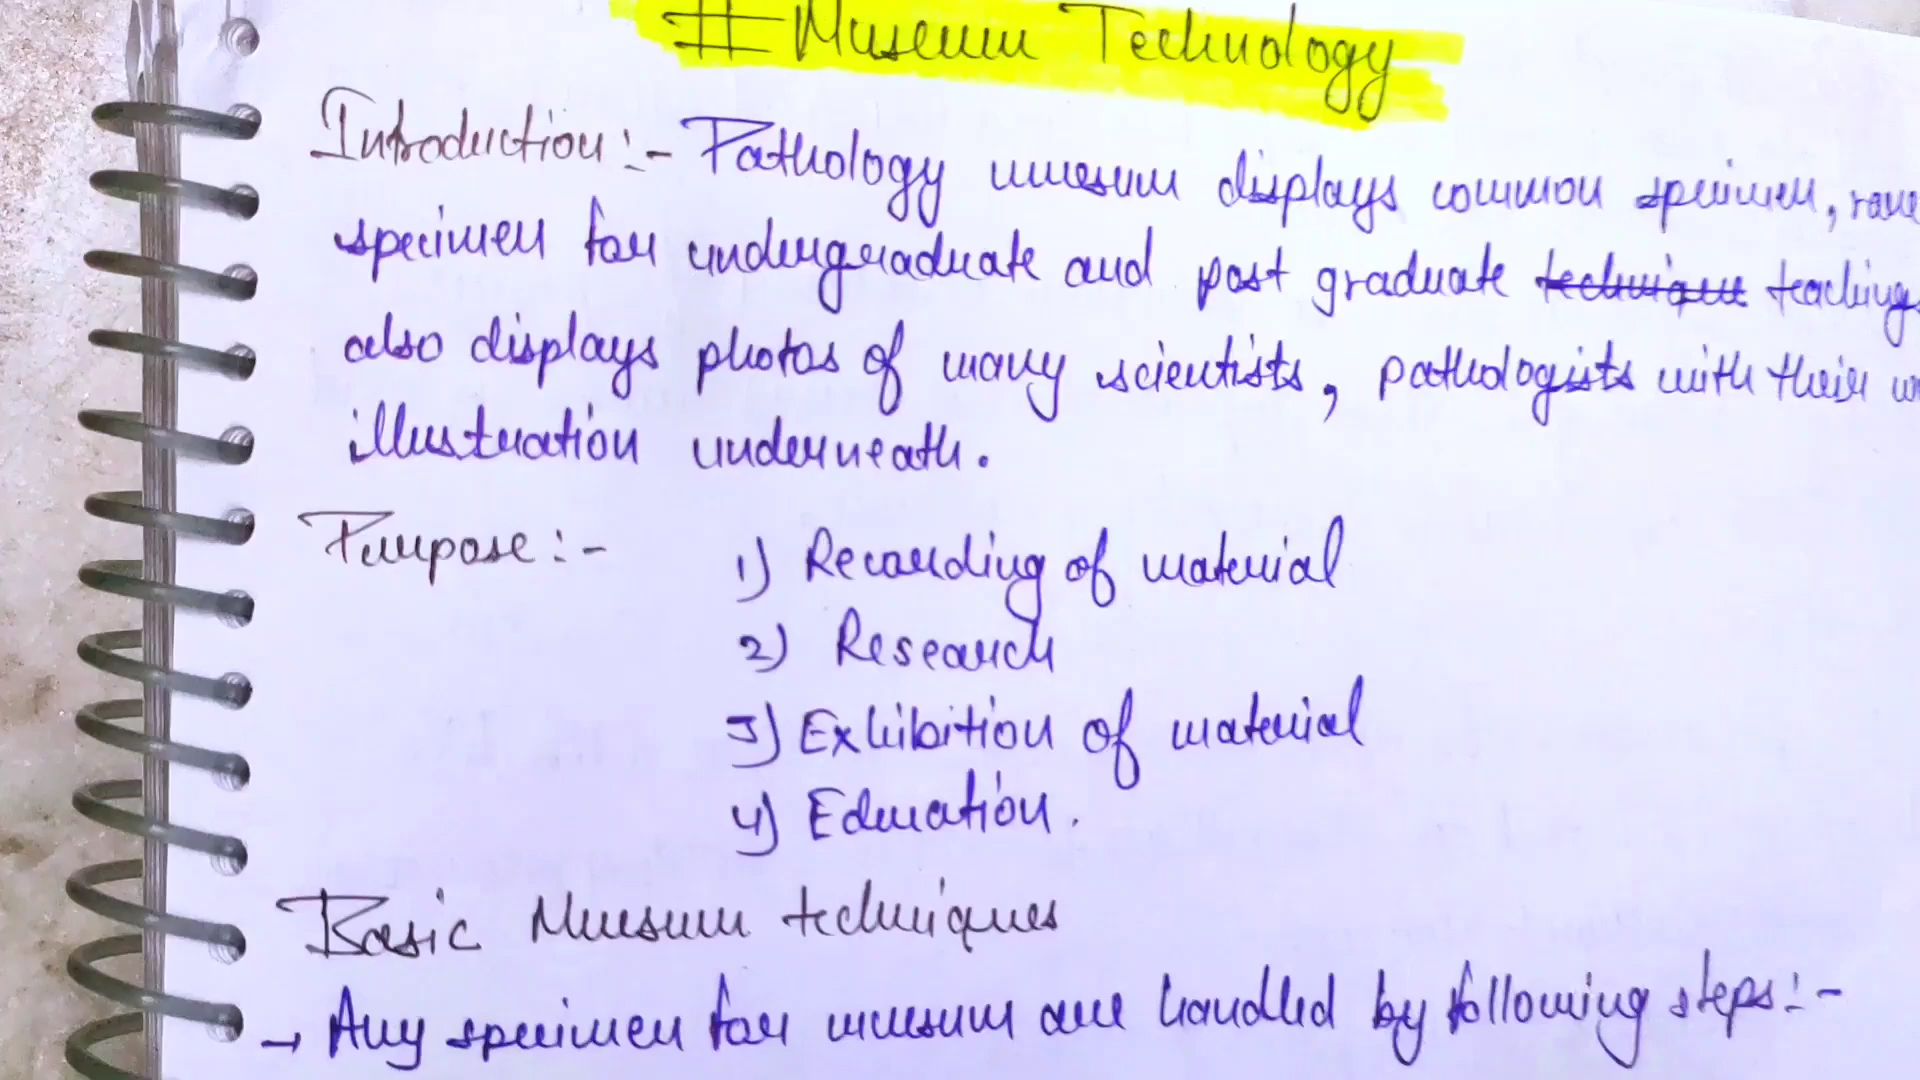 # Museum Technology
Introduction:- Pathology museum displays common specimen, rare
specimen for undergraduate and post graduate technique teaching
also displays photos of many scientists, pathologists with their
illustration underneath.
Purpose:- 1) Recording of material
2) Research
3) Exhibition of material
4) Education.
Basic Museum techniques
→ Any specimen for museum are handled by following steps:-